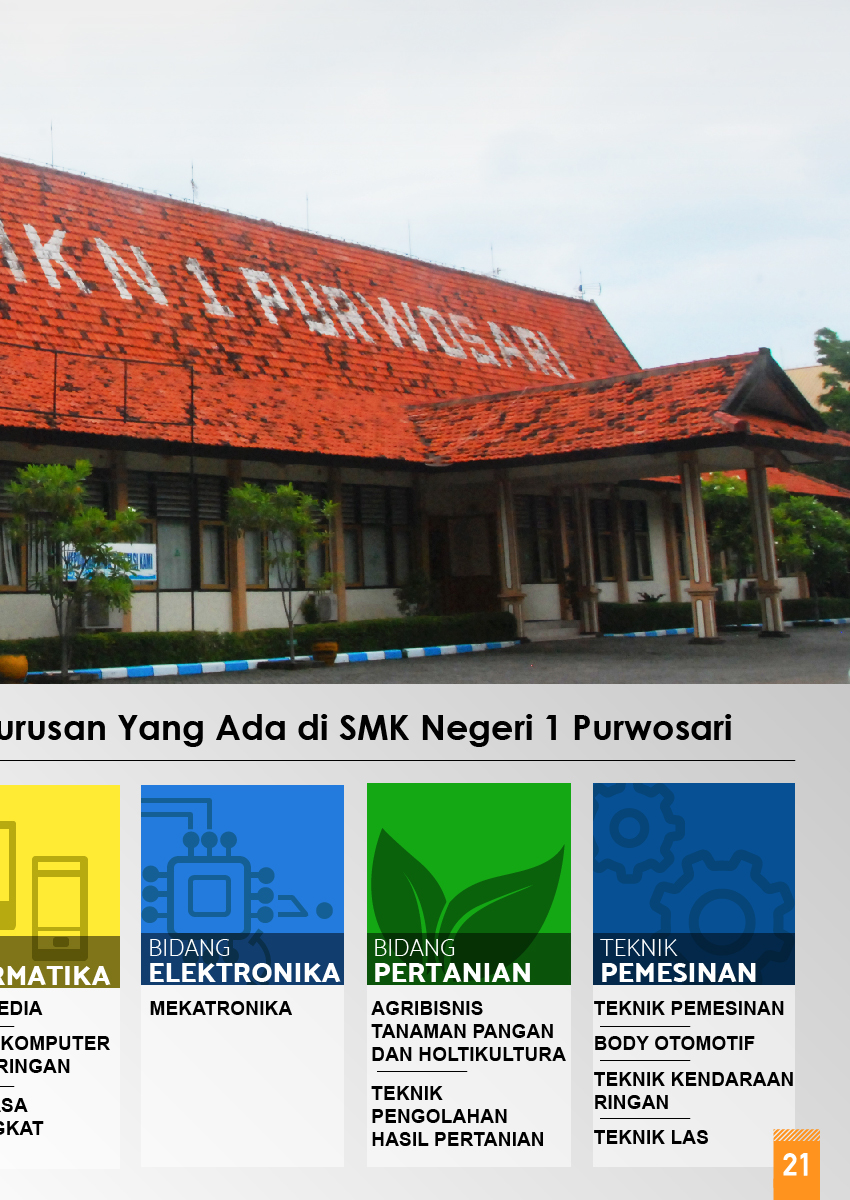 MKN 1 PURWOSARI
KAMI
urusan Yang Ada di SMK Negeri 1 Purwosari
RMATIKA
EDIA
KOMPUTER
RINGAN
SA
GKAT
BIDANG
ELEKTRONIKA
MEKATRONIKA
BIDANG
PERTANIAN
AGRIBISNIS
TANAMAN PANGAN
DAN HOLTIKULTURA
TEKNIK
PENGOLAHAN
HASIL PERTANIAN
TEKNIK
PEMESINAN
TEKNIK PEMESINAN
BODY OTOMOTIF
TEKNIK KENDARAAN
RINGAN
TEKNIK LAS
21